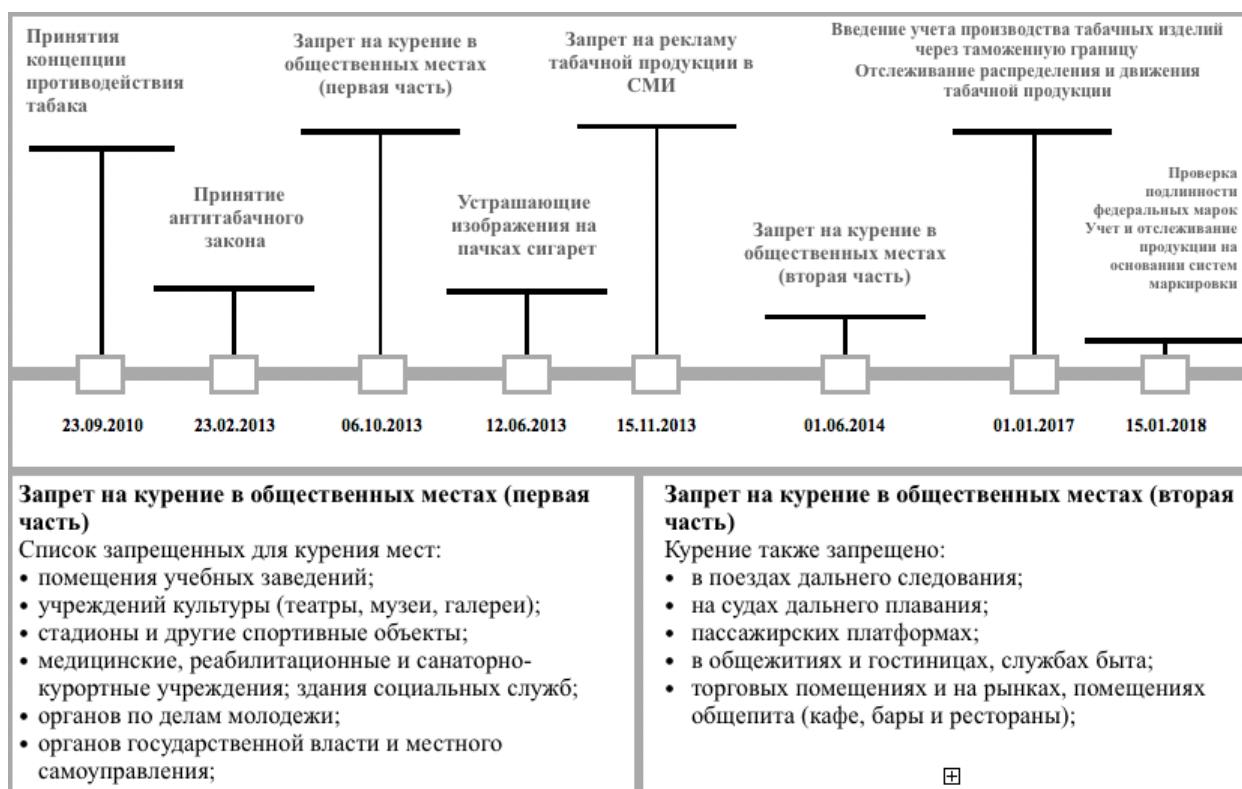 Принятия
концепции
противодействия
табака
Принятие
антитабачного
закона
Запрет на курение в
общественных местах
(первая часть)
Устрашающие
изображения на
пачках сигарет
Запрет на рекламу
табачной продукции в
СМИ
Запрет на курение в
общественных местах
(вторая часть)
Введение учета производства табачных изделий
через таможенную границу
Отслеживание распределения и движения
табачной продукции
Проверка
подлинности
федеральных марок
Учет и отслеживание
продукции на
основании систем
маркировки
23.09.2010 23.02.2013 06.10.2013 12.06.2013 15.11.2013 01.06.2014 01.01.2017 15.01.2018
Запрет на курение в общественных местах (первая
часть)
Список запрещенных для курения мест:
• помещения учебных заведений;
• учреждений культуры (театры, музеи, галереи);
• стадионы и другие спортивные объекты;
• медицинские, реабилитационные и санаторно-
курортные учреждения; здания социальных служб;
• органов по делам молодежи;
• органов государственной власти и местного
самоуправления;
Запрет на курение в общественных местах (вторая
часть)
Курение также запрещено:
• в поездах дальнего следования;
• на судах дальнего плавания;
• пассажирских платформах;
• в общежитиях и гостиницах, службах быта;
• торговых помещениях и на рынках, помещениях
общепита (кафе, бары и рестораны);